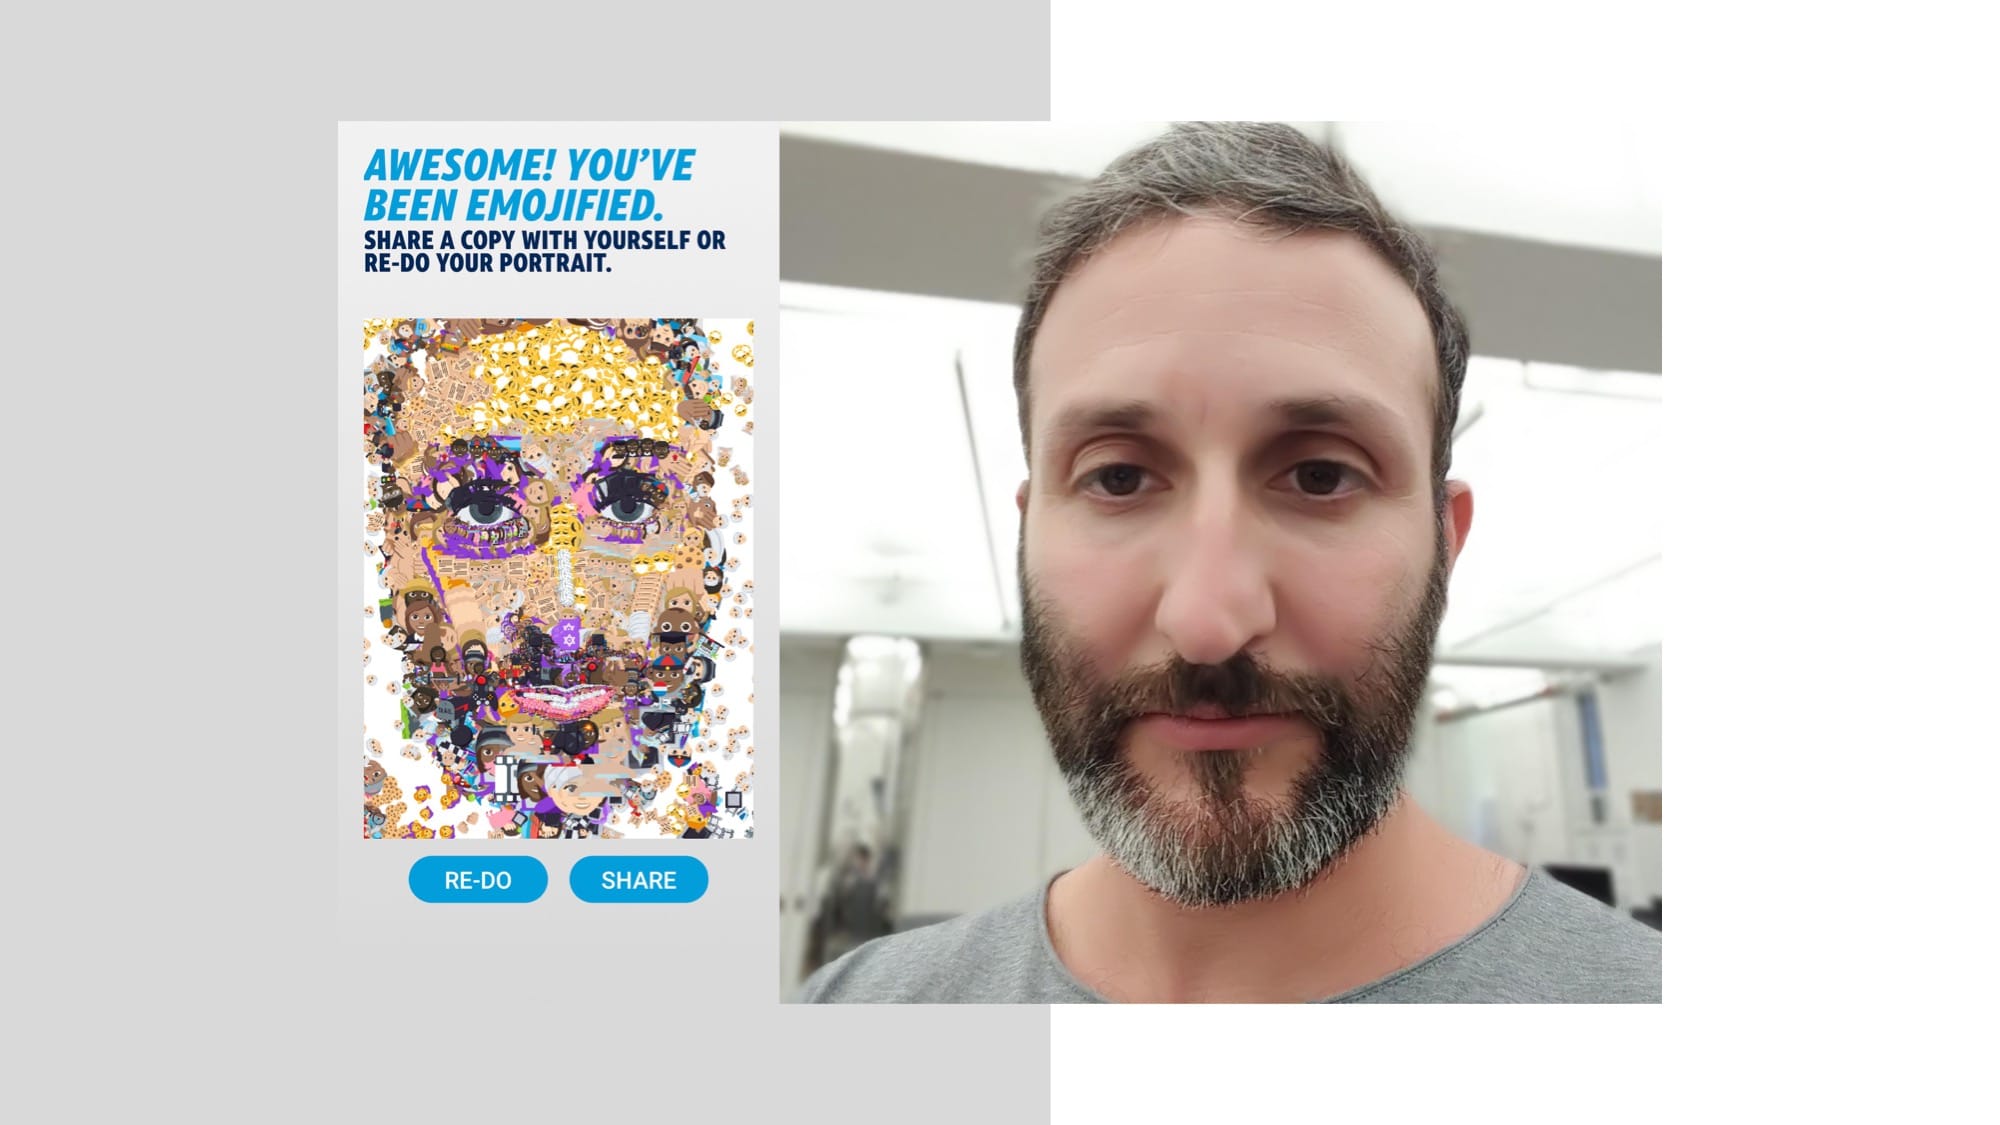 AWESOME! YOU'VE
BEEN EMOJIFIED.
SHARE A COPY WITH YOURSELF OR
RE-DO YOUR PORTRAIT.
RE-DO
SHARE